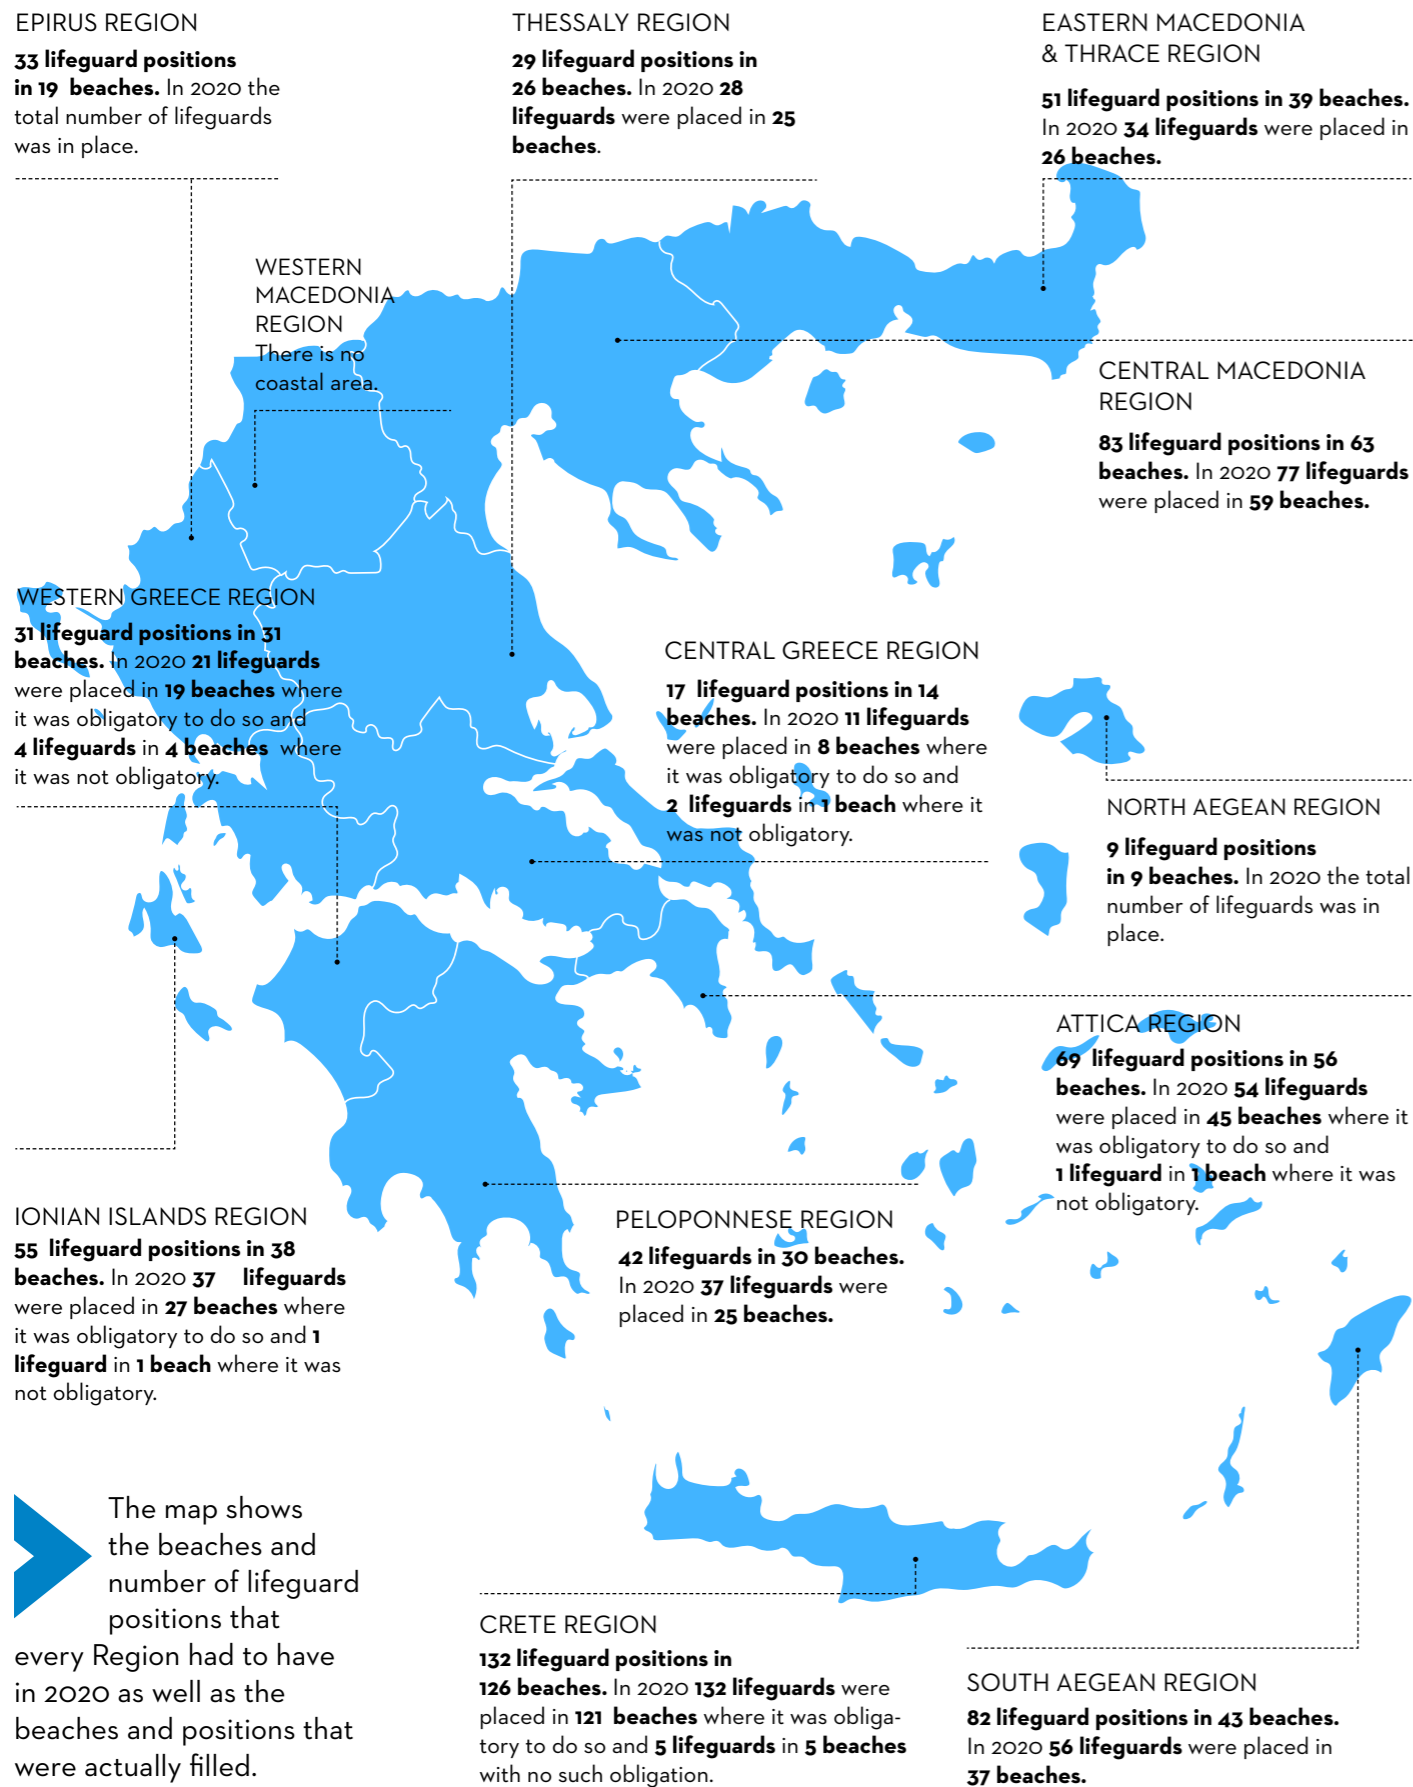 EPIRUS REGION
33 lifeguard positions
in 19 beaches. In 2020 the
total number of lifeguards
was in place.
THESSALY REGION
29 lifeguard positions in
26 beaches. In 2020 28
lifeguards were placed in 25
beaches.
EASTERN MACEDONIA
& THRACE REGION
51 lifeguard positions in 39 beaches.
In 2020 34 lifeguards were placed in
26 beaches.
WESTERN
MACEDONIA
REGION
There is no
coastal area.
CENTRAL MACEDONIA
REGION
83 lifeguard positions in 63
beaches. In 2020 77 lifeguards
were placed in 59 beaches.
WESTERN GREECE REGION
31 lifeguard positions in 31
beaches. In 2020 21 lifeguards
were placed in 19 beaches where
it was obligatory to do so and
4 lifeguards in 4 beaches where
it was not obligatory.
CENTRAL GREECE REGION
17 lifeguard positions in 14
beaches. In 2020 11 lifeguards
were placed in 8 beaches where
it was obligatory to do so and
2 lifeguards in 1 beach where it
was not obligatory.
NORTH AEGEAN REGION
9 lifeguard positions
in 9 beaches. In 2020 the total
number of lifeguards was in
place.
ATTICA REGION
69 lifeguard positions in 56
beaches. In 2020 54 lifeguards
were placed in 45 beaches where it
was obligatory to do so and
1 lifeguard in 1 beach where it was
not obligatory.
IONIAN ISLANDS REGION
55 lifeguard positions in 38
beaches. In 2020 37 lifeguards
were placed in 27 beaches where
it was obligatory to do so and 1
lifeguard in 1 beach where it was
not obligatory.
PELOPONNESE REGION
42 lifeguards in 30 beaches.
In 2020 37 lifeguards were
placed in 25 beaches.
The map shows
the beaches and
number of lifeguard
positions that
every Region had to have
in 2020 as well as the
beaches and positions that
were actually filled.
CRETE REGION
132 lifeguard positions in
126 beaches. In 2020 132 lifeguards were
placed in 121 beaches where it was obliga-
tory to do so and 5 lifeguards in 5 beaches
with no such obligation.
SOUTH AEGEAN REGION
82 lifeguard positions in 43 beaches.
In 2020 56 lifeguards were placed in
37 beaches.